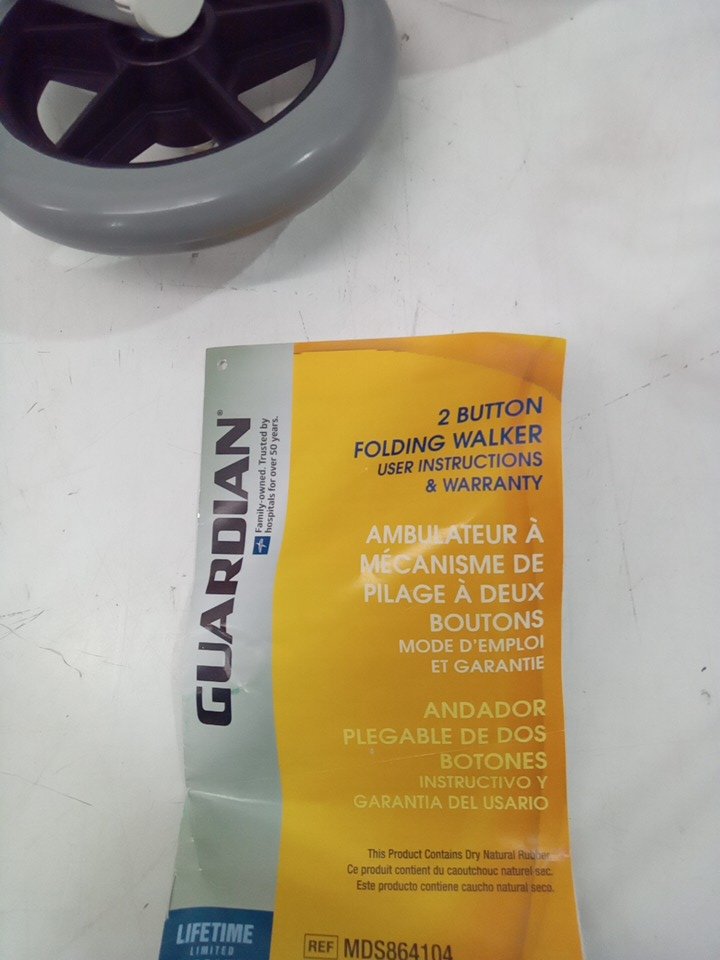 GUARDIAN®
Family-owned. Trusted by
hospitals for over 50 years.
2 BUTTON
FOLDING WALKER
USER INSTRUCTIONS
& WARRANTY
AMBULATEUR À
MÉCANISME DE
PILAGE À DEUX
BOUTONS
MODE D'EMPLOI
ET GARANTIE
ANDADOR
PLEGABLE DE DOS
BOTONES
INSTRUCTIVO Y
GARANTIA DEL USARIO
This Product Contains Dry Natural Rubber.
Ce produit contient du caoutchouc naturel sec.
Este producto contiene caucho natural seco.
LIFETIME
LIMITED
REF MDS864104